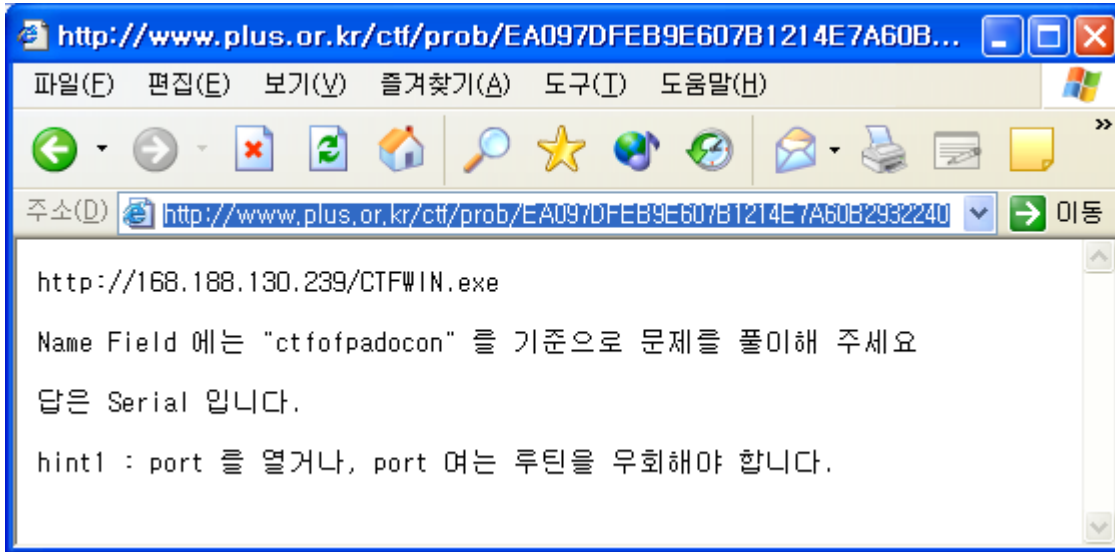 http://www.plus.or.kr/ctf/prob/EA097DFEB9E607B1214E7A60B...
파일(F) 편집(E) 보기(V) 즐겨찾기(A) 도구(T) 도움말(H)
주소(D) http://www.plus.or.kr/ctf/prob/EA097DFEB9E607B1214E7A60B2932240 이동
http://168.188.130.239/CTFWIN.exe
Name Field 에는 "ctfofpadocon" 를 기준으로 문제를 풀이해 주세요
답은 Serial 입니다.
hint1 : port 를 열거나, port 여는 루틴을 우회해야 합니다.